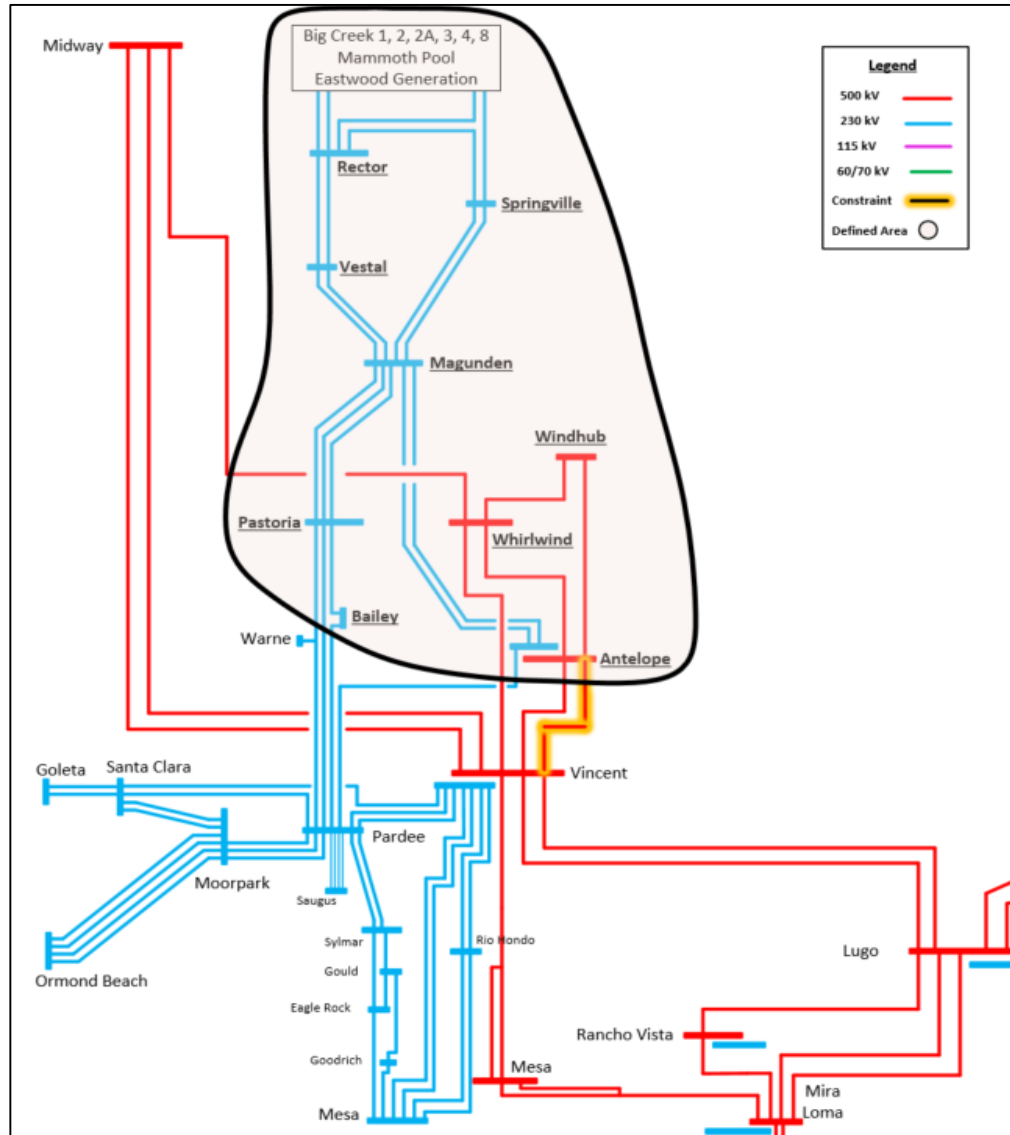 Midway
Big Creek 1, 2, 2A, 3, 4, 8
Mammoth Pool
Eastwood Generation
Legend
500 kV
230 kV
115 kV
60/70 kV
Constraint
Defined Area
Rector
Springville
Vestal
Magunden
Windhub
Pastoria
Whirlwind
Bailey
Warne
Antelope
Goleta
Santa Clara
Vincent
Pardee
Moorpark
Saugus
Sylmar
Rio Hondo
Lugo
Gould
Ormond Beach
Eagle Rock
Rancho Vista
Goodrich
Mesa
Mira
Loma
Mesa